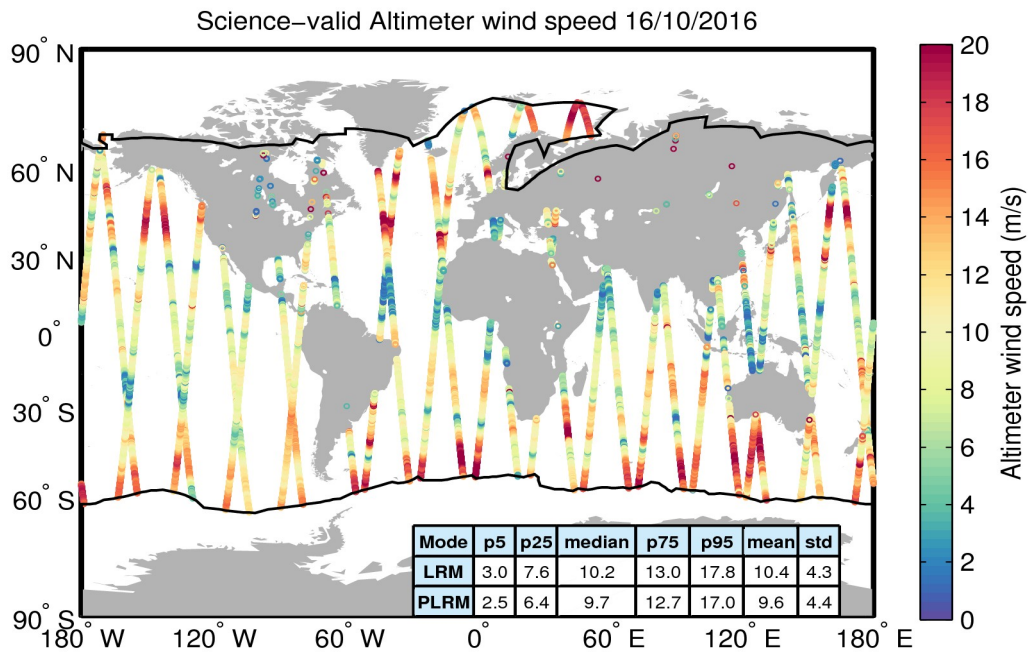 Science−valid Altimeter wind speed 16/10/2016
90° N
60° N
30° N
0°
30° S
60° S
90° S
180° W
120° W
60° W
0°
60° E
120° E
180° E
Mode p5 p25 median p75 p95 mean std
LRM 3.0 7.6 10.2 13.0 17.8 10.4 4.3
PLRM 2.5 6.4 9.7 12.7 17.0 9.6 4.4
20
18
16
14
12
10
8
6
4
2
0
Altimeter wind speed (m/s)